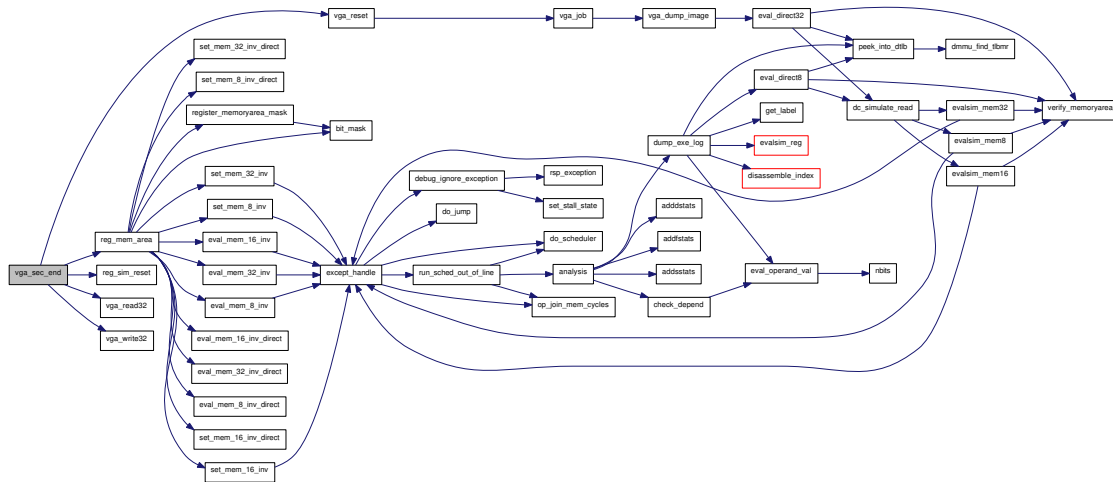 vga_reset
vga_job
vga_dump_image
eval_direct32
set_mem_32_inv_direct
peek_into_dtlb
dmmu_find_tlbmr
set_mem_8_inv_direct
eval_direct8
register_memoryarea_mask
get_label
dc_simulate_read
evalsim_mem32
verify_memoryarea
bit_mask
dump_exe_log
evalsim_reg
evalsim_mem8
set_mem_32_inv
debug_ignore_exception
rsp_exception
disassemble_index
evalsim_mem16
set_mem_8_inv
do_jump
set_stall_state
adddstats
reg_mem_area
eval_mem_16_inv
do_scheduler
addfstats
vga_sec_end
reg_sim_reset
eval_mem_32_inv
except_handle
run_sched_out_of_line
analysis
addsstats
eval_operand_val
nbits
vga_read32
eval_mem_8_inv
op_join_mem_cycles
check_depend
vga_write32
eval_mem_16_inv_direct
eval_mem_32_inv_direct
eval_mem_8_inv_direct
set_mem_16_inv_direct
set_mem_16_inv